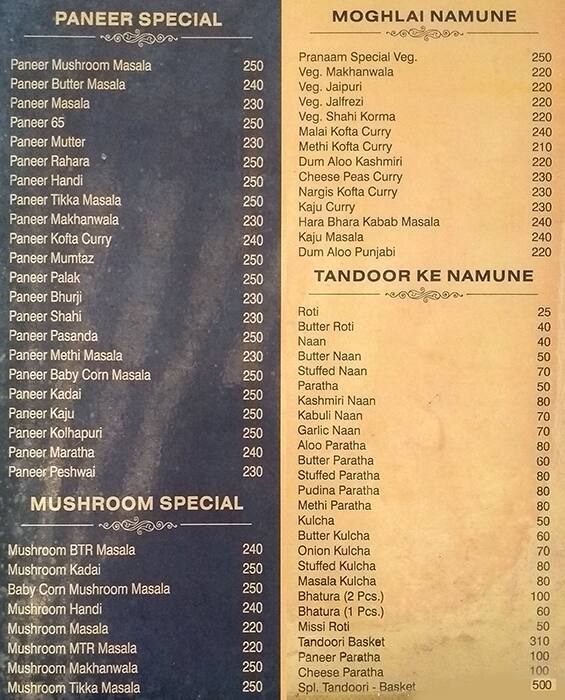 PANEER SPECIAL
Paneer Mushroom Masala 250
Paneer Butter Masala 240
Paneer Masala 230
Paneer 65 250
Paneer Mutter 230
Paneer Rahara 250
Paneer Handi 250
Paneer Tikka Masala 250
Paneer Makhanwala 230
Paneer Kofta Curry 240
Paneer Mumtaz 250
Paneer Palak 250
Paneer Bhurji 230
Paneer Shahi 230
Paneer Pasanda 250
Paneer Methi Masala 230
Paneer Baby Corn Masala 250
Paneer Kadai 250
Paneer Kaju 250
Paneer Kolhapuri 250
Paneer Maratha 240
Paneer Peshwai 230
MUSHROOM SPECIAL
Mushroom BTR Masala 240
Mushroom Kadai 250
Baby Corn Mushroom Masala 250
Mushroom Handi 240
Mushroom Masala 220
Mushroom MTR Masala 220
Mushroom Makhanwala 250
Mushroom Tikka Masala 250
MOGHLAI NAMUNE
Pranaam Special Veg. 250
Veg. Makhanwala 220
Veg. Jaipuri 220
Veg. Jalfrezi 220
Veg. Shahi Korma 220
Malai Kofta Curry 240
Methi Kofta Curry 210
Dum Aloo Kashmiri 220
Cheese Peas Curry 230
Nargis Kofta Curry 230
Kaju Curry 230
Hara Bhara Kabab Masala 240
Kaju Masala 240
Dum Aloo Punjabi 220
TANDOOR KE NAMUNE
Roti 25
Butter Roti 40
Naan 40
Butter Naan 50
Stuffed Naan 70
Paratha 50
Kashmiri Naan 80
Kabuli Naan 70
Garlic Naan 70
Aloo Paratha 80
Butter Paratha 60
Stuffed Paratha 80
Pudina Paratha 80
Methi Paratha 80
Kulcha 50
Butter Kulcha 60
Onion Kulcha 70
Stuffed Kulcha 80
Masala Kulcha 80
Bhatura (2 Pcs.) 100
Bhatura (1 Pcs.) 60
Missi Roti 50
Tandoori Basket 310
Paneer Paratha 100
Cheese Paratha 100
Spl. Tandoori - Basket 500